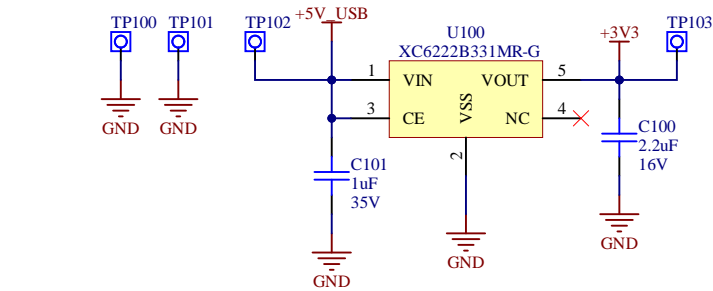 TP100
TP101
TP102
+5V_USB
U100
XC6222B331MR-G
+3V3
TP103
1
VIN
VOUT
5
3
CE
VSS
NC
4
2
GND
GND
C101
1uF
35V
C100
2.2uF
16V
GND
GND
GND